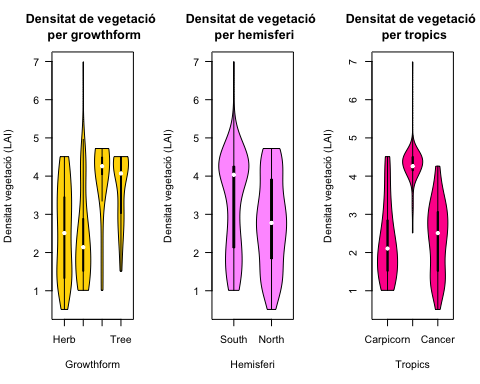 Densitat de vegetació
per growthform
Densitat vegetació (LAI)
7
6
5
4
3
2
1
Herb Tree
Growthform
Densitat de vegetació
per hemisferi
Densitat vegetació (LAI)
7
6
5
4
3
2
1
South North
Hemisferi
Densitat de vegetació
per tropics
Densitat vegetació (LAI)
7
6
5
4
3
2
1
Carpicorn Cancer
Tropics